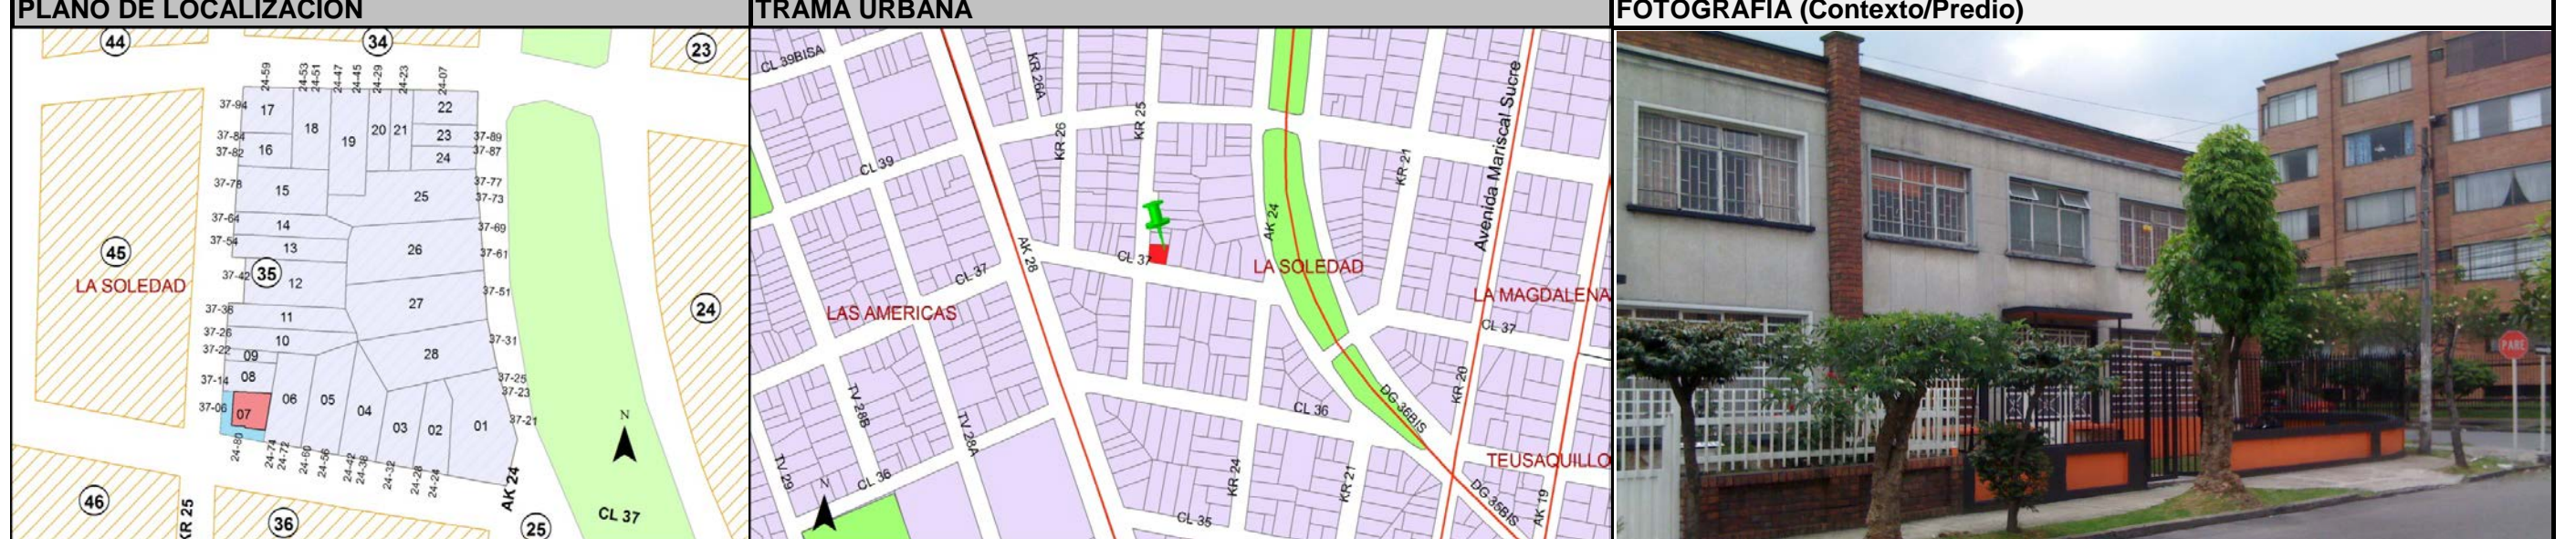 PLANO DE LOCALIZACIÓN
TRAMA URBANA
FOTOGRAFÍA (Contexto/Predio)
44
34
23
24-59
24-53
24-51
24-47
24-45
24-29
24-23
24-07
37-94
17
18
19
20
21
22
37-84
23
37-89
37-82
16
24
37-87
37-78
15
25
37-77
37-73
37-64
14
37-69
45
LA SOLEDAD
37-54
13
26
37-61
37-42
35
12
37-51
27
24
37-38
11
37-26
10
37-31
37-22
09
28
37-14
08
37-25
37-23
37-06
07
06
05
04
03
02
01
37-21
24-80
24-74
24-72
24-60
24-56
24-42
24-38
24-32
24-28
24-24
N
46
KR 25
36
AK 24
25
CL 37
CL 39BISA
KR 26A
KR 26
KR 25
CL 39
AK 28
CL 37
CL 37
LAS AMERICAS
AK 24
LA SOLEDAD
KR 21
Avenida Mariscal Sucre
LA MAGDALENA
CL 37
KR 20
TV 28B
TV 28A
TV 29
CL 36
N
CL 36
DG 36BIS
KR 24
KR 21
CL 35
TEUSAQUILLO
DG 35BIS
AK 19
PARE